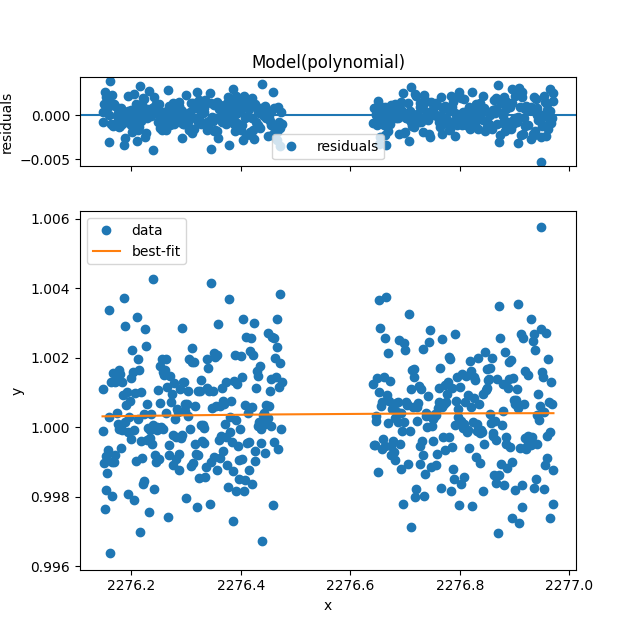 Model(polynomial)
residuals
0.000
−0.005
residuals
1.006
1.004
1.002
1.000
0.998
0.996
y
data
best-fit
2276.2 2276.4 2276.6 2276.8 2277.0
x